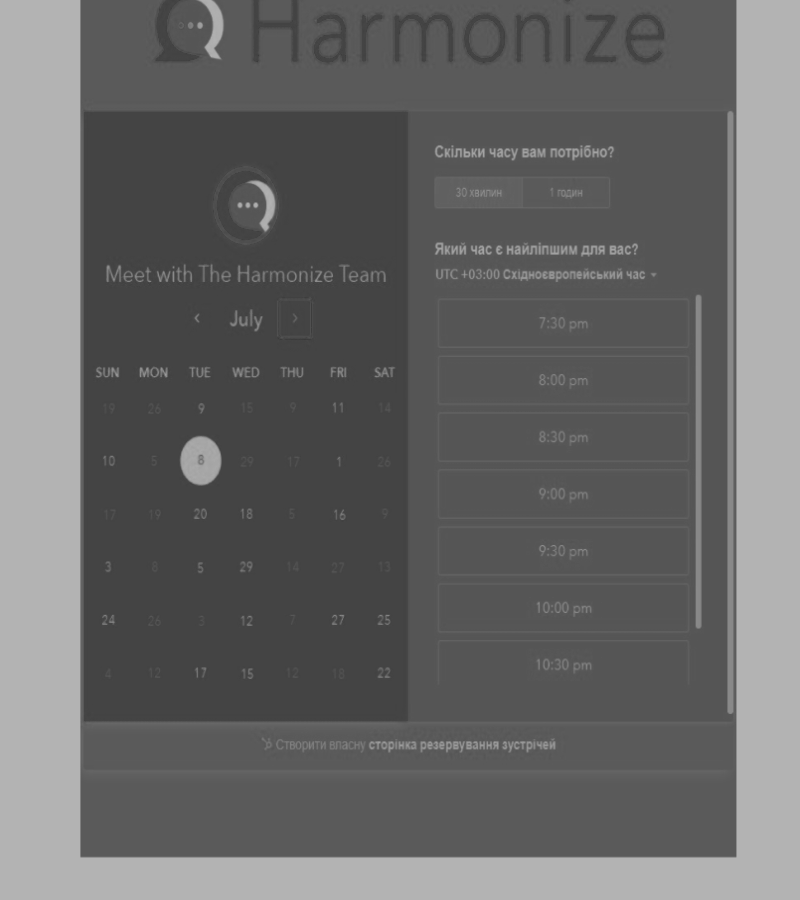 Harmonize
Meet with The Harmonize Team
July
SUN MON TUE WED THU FRI SAT
19 26 9 15 9 11 14
10 5 8 29 17 1 26
17 19 20 18 5 16 9
3 8 5 29 14 27 13
24 26 3 12 7 27 25
4 12 17 15 12 18 22
Скільки часу вам потрібно?
30 хвилин 1 годин
Який час є найліпшим для вас?
UTC +03:00 Східноєвропейський час
7:30 pm
8:00 pm
8:30 pm
9:00 pm
9:30 pm
10:00 pm
10:30 pm
Створити власну сторінка резервування зустрічей